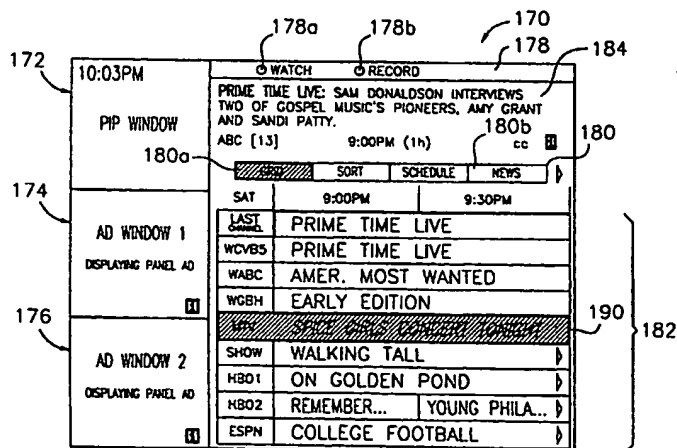 178a 178b 170
172 178 184
10:03PM WATCH RECORD
PIP WINDOW
PRIME TIME LIVE: SAM DONALDSON INTERVIEWS
TWO OF GOSPEL MUSIC'S PIONEERS, AMY GRANT
AND SANDI PATTY.
ABC [13] 9:00PM (1h) 180b cc 180
180a
GRID SORT SCHEDULE NEWS
174
SAT 9:00PM 9:30PM
AD WINDOW 1
DISPLAYING PANEL AD
LAST CHANNEL PRIME TIME LIVE
WCVB5 PRIME TIME LIVE
WABC AMER. MOST WANTED
WGBH EARLY EDITION
176 190 182
MTV SPICE GIRLS CONCERT TONIGHT
AD WINDOW 2
DISPLAYING PANEL AD
SHOW WALKING TALL
HBO1 ON GOLDEN POND
HBO2 REMEMBER... YOUNG PHILA...
ESPN COLLEGE FOOTBALL